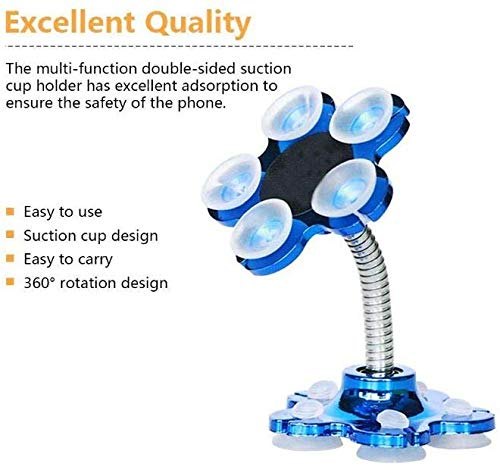 Excellent Quality
The multi-function double-sided suction
cup holder has excellent adsorption to
ensure the safety of the phone.
Easy to use
Suction cup design
Easy to carry
360° rotation design